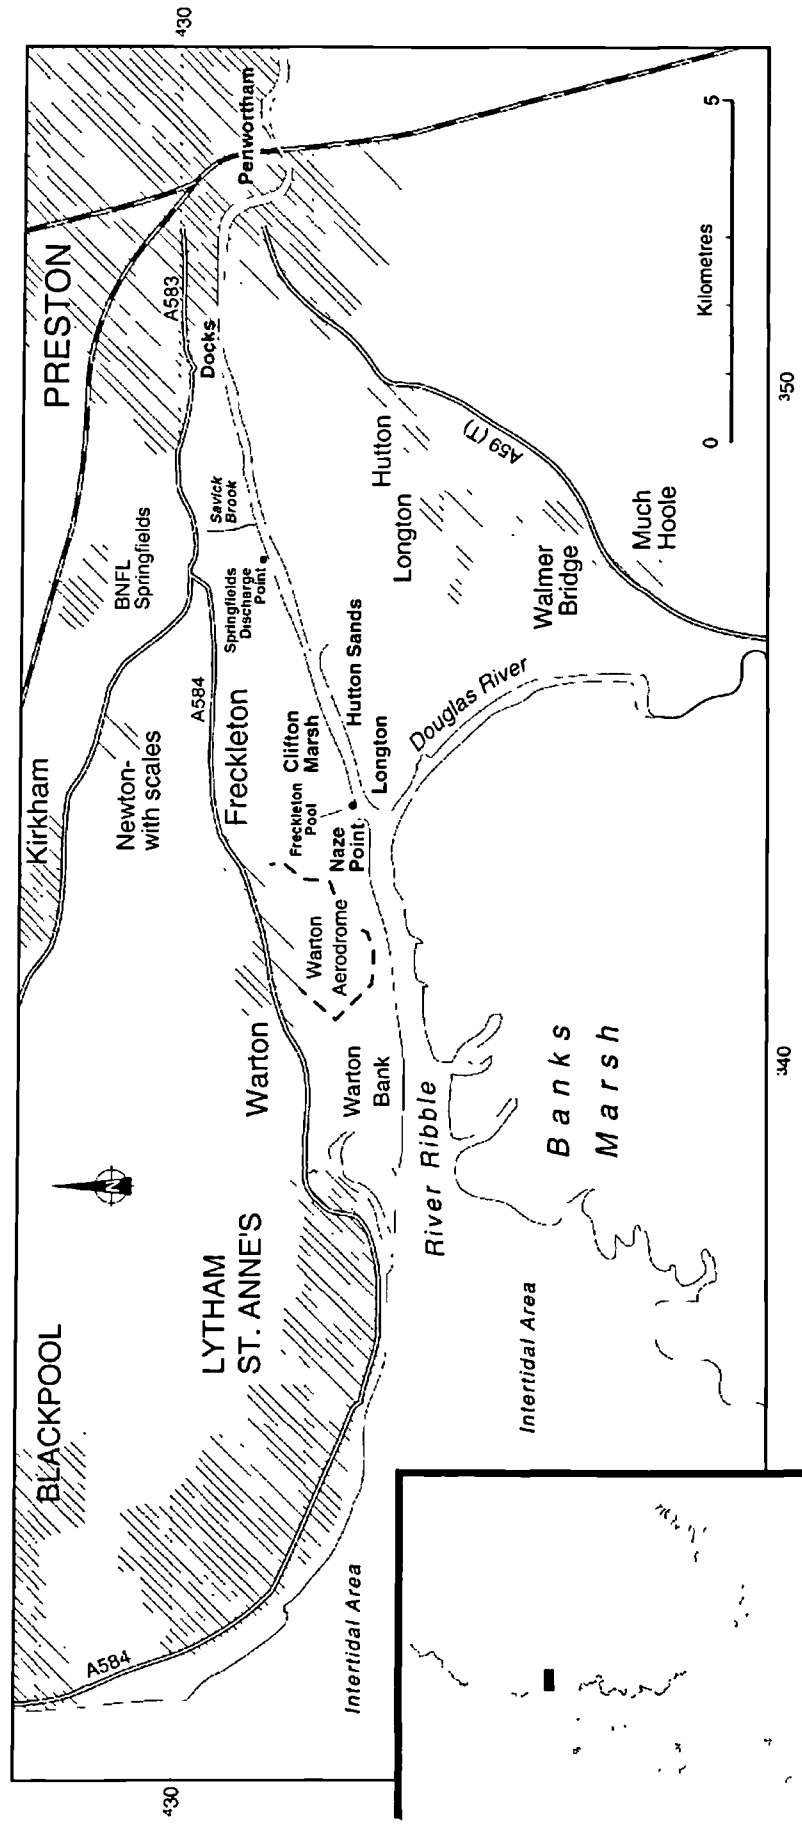 BLACKPOOL
LYTHAM
ST. ANNE'S
N
Kirkham
Newton-
with scales
BNFL
Springfields
PRESTON
A583
A584
A584
Warton
Freckleton
Springfields
Discharge
Point
Savick
Brook
Docks
Penwortham
Clifton
Marsh
Freckleton
Pool
Naze
Point
Warton
Aerodrome
Warton
Bank
Hutton Sands
Longton
Douglas River
River Ribble
Hutton
Longton
A59 (T)
Walmer
Bridge
Much
Hoole
Banks
Marsh
Intertidal Area
Intertidal Area
Kilometres
0
5
430
430
340
350